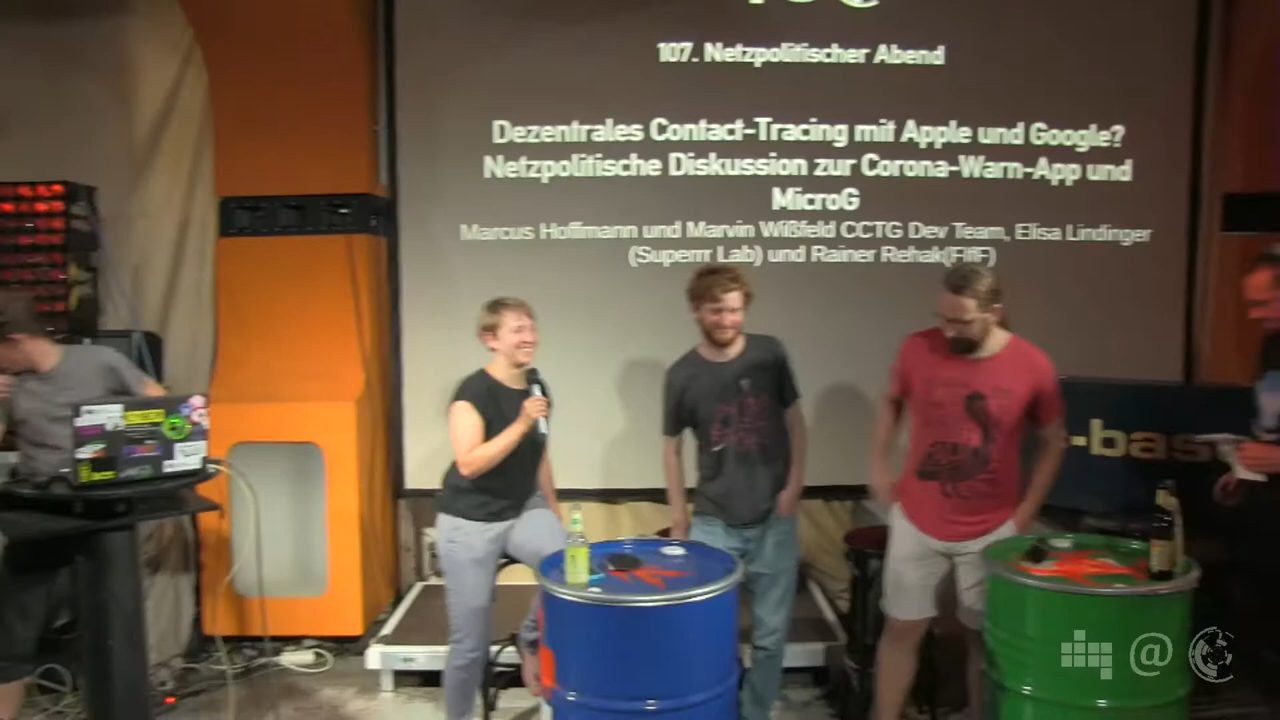 107. Netzpolitischer Abend
Dezentrales Contact-Tracing mit Apple und Google?
Netzpolitische Diskussion zur Corona-Warn-App und
MicroG
Marcus Hoffmann und Marvin Wißfeld CCTG Dev Team, Elisa Lindinger
(Superrr Lab) und Rainer Rehak(FIfF)
-bas
@